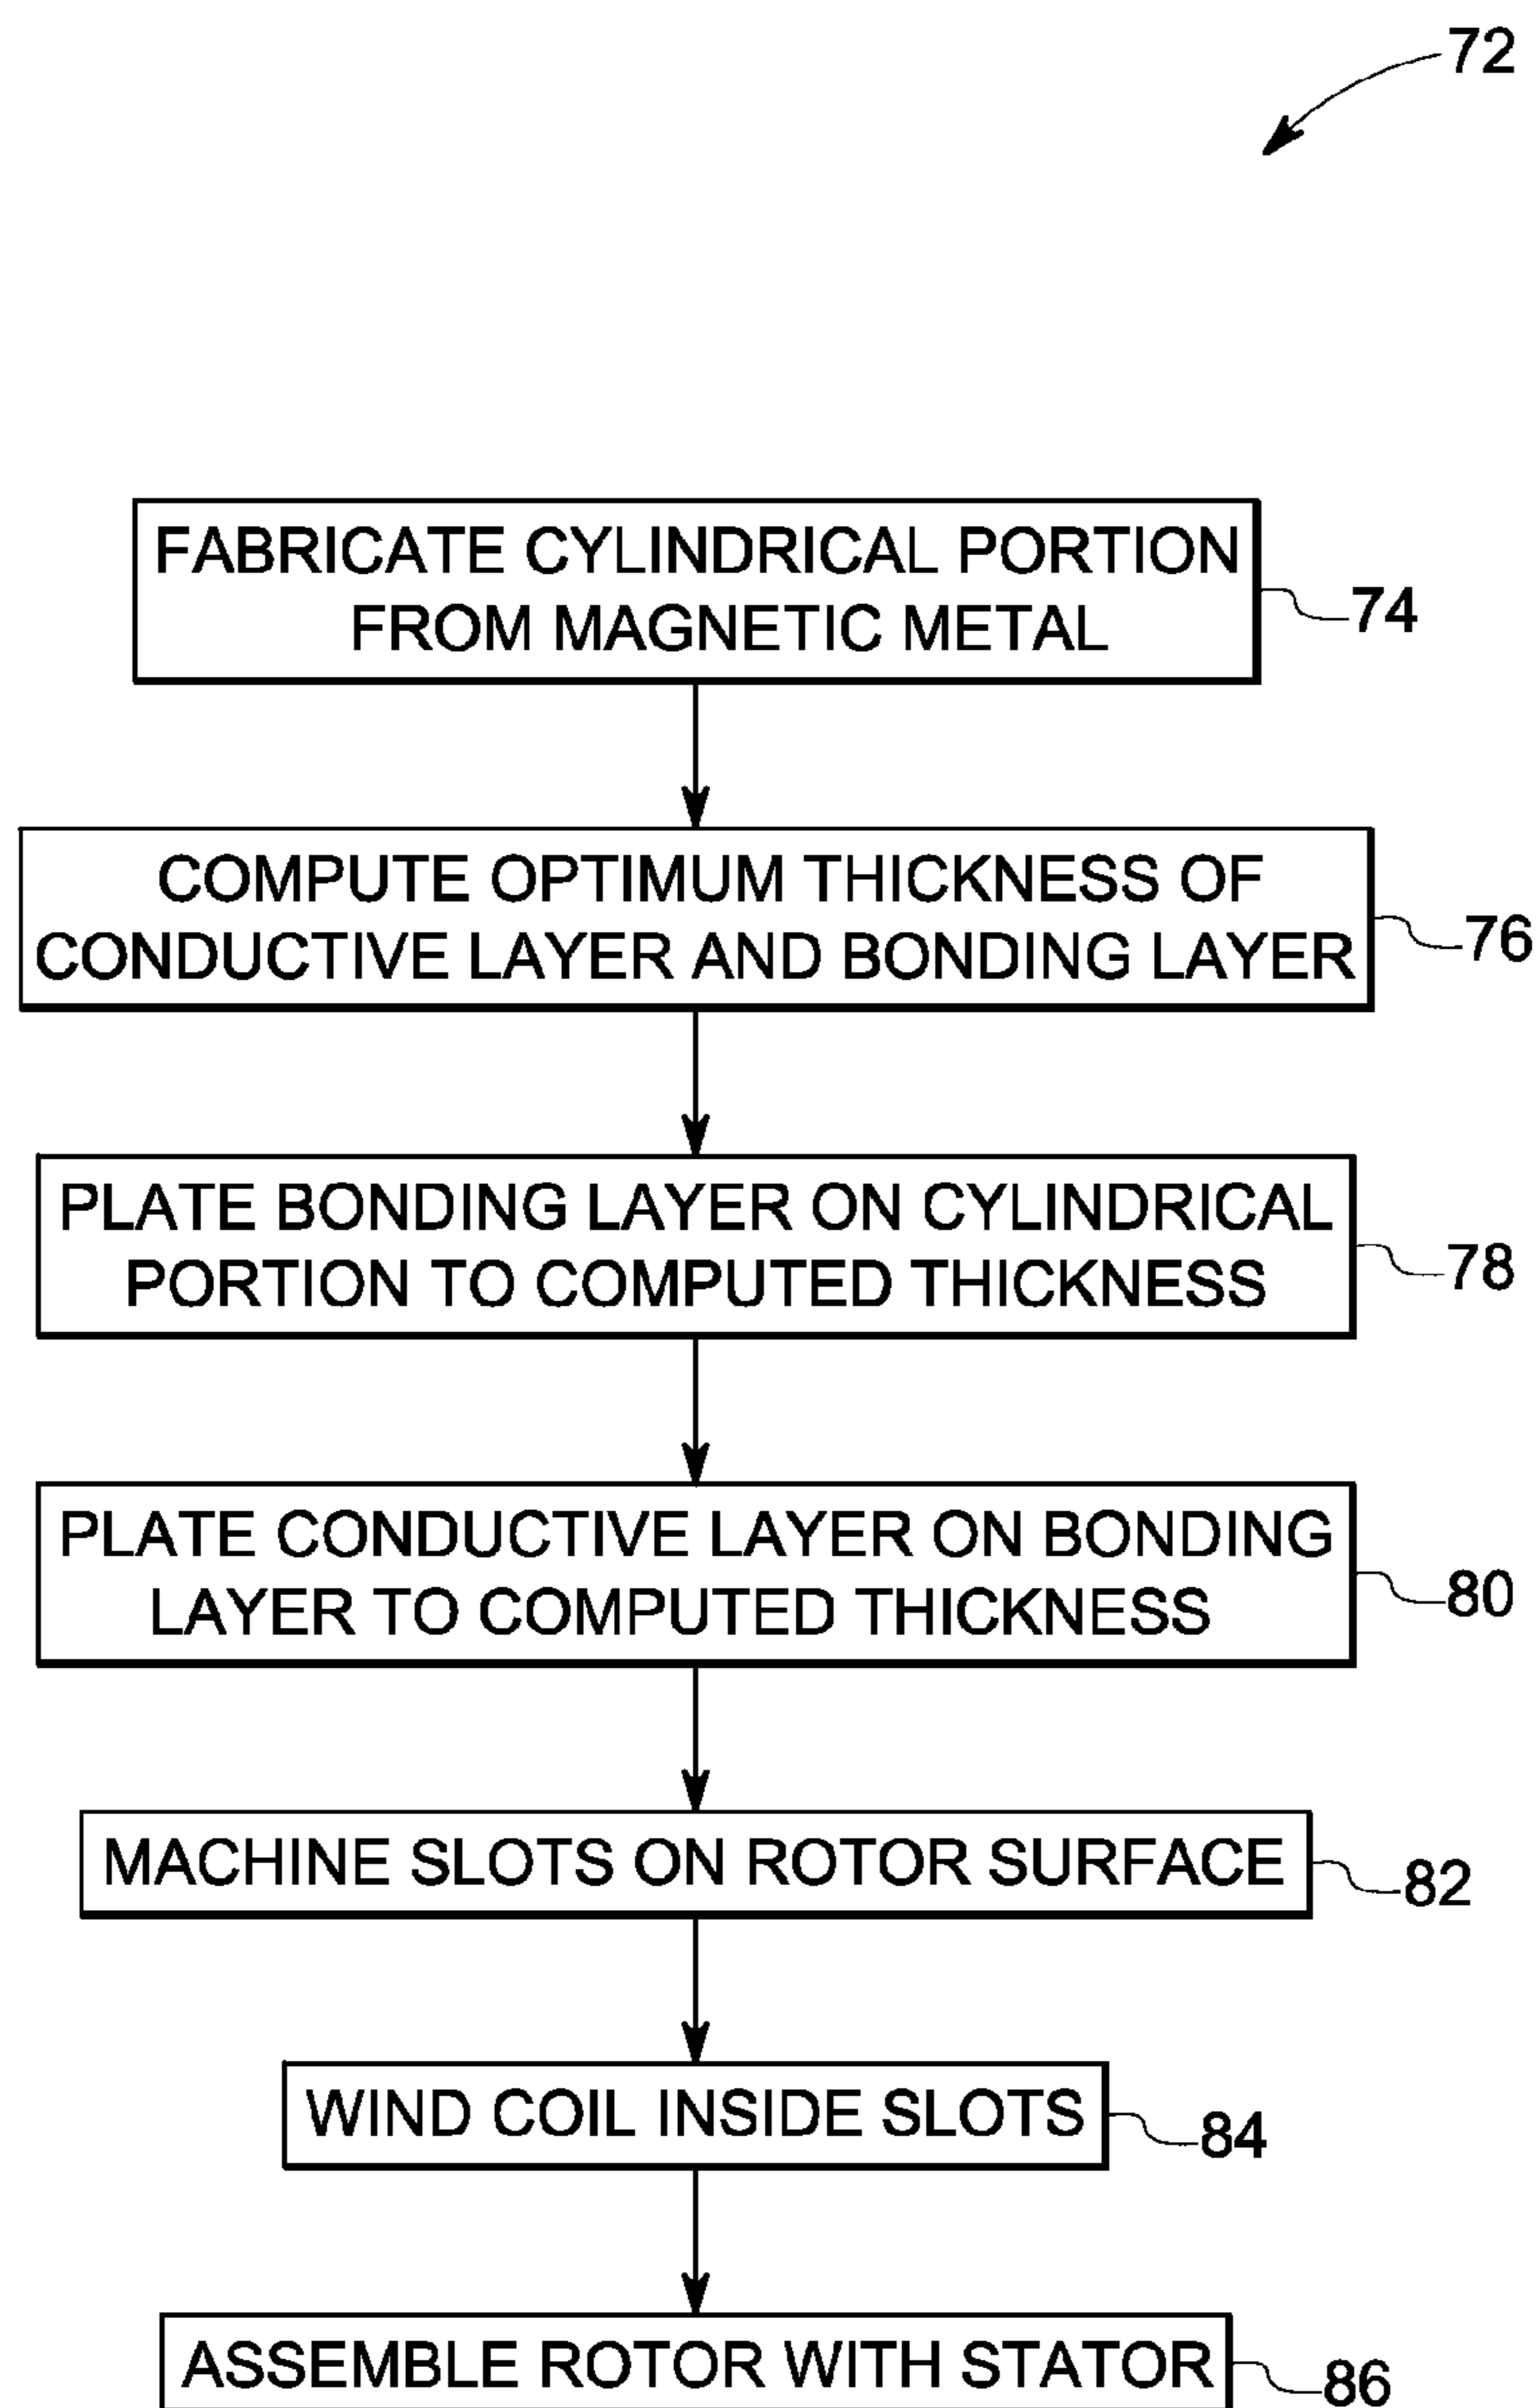 72
FABRICATE CYLINDRICAL PORTION
FROM MAGNETIC METAL
74
COMPUTE OPTIMUM THICKNESS OF
CONDUCTIVE LAYER AND BONDING LAYER
76
PLATE BONDING LAYER ON CYLINDRICAL
PORTION TO COMPUTED THICKNESS
78
PLATE CONDUCTIVE LAYER ON BONDING
LAYER TO COMPUTED THICKNESS
80
MACHINE SLOTS ON ROTOR SURFACE
82
WIND COIL INSIDE SLOTS
84
ASSEMBLE ROTOR WITH STATOR
86